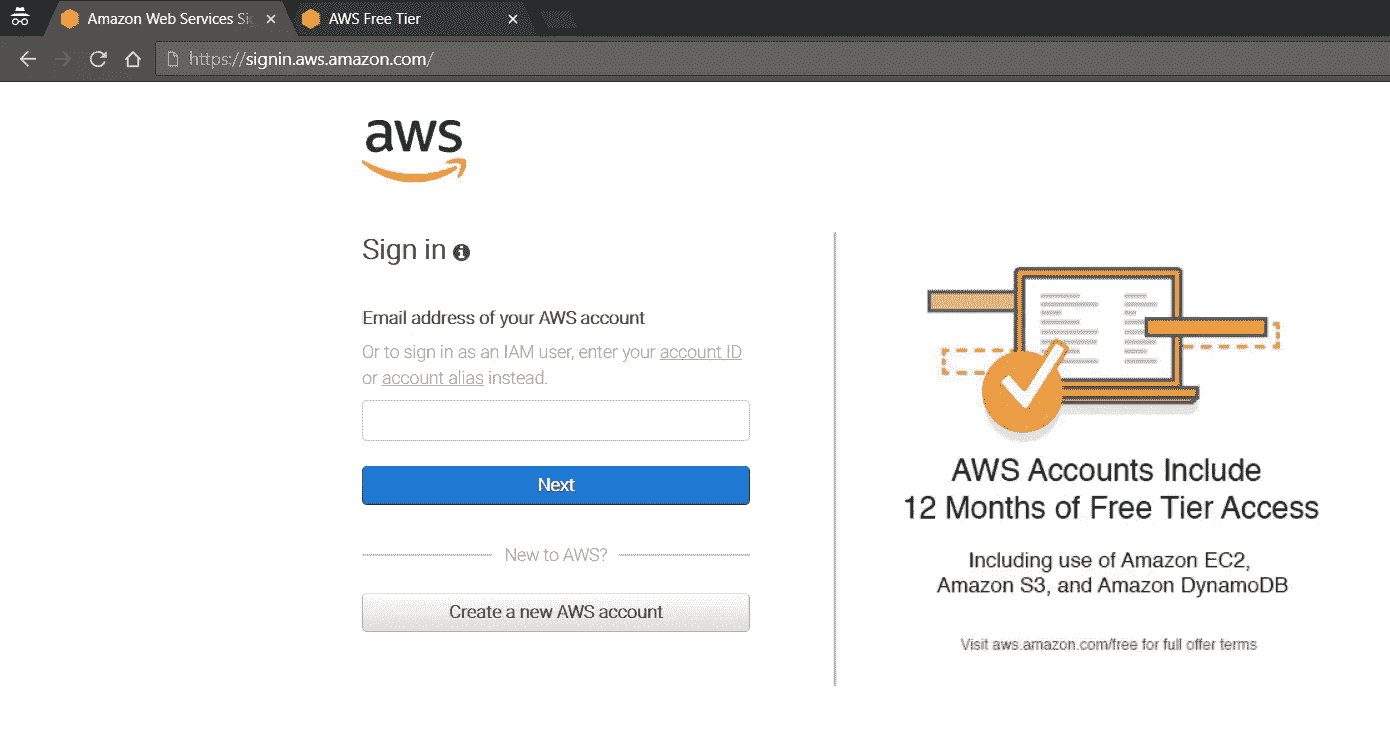 Amazon Web Services Si
AWS Free Tier
https://signin.aws.amazon.com/
aws
Sign in
Email address of your AWS account
Or to sign in as an IAM user, enter your account ID
or account alias instead.
Next
New to AWS?
Create a new AWS account
AWS Accounts Include
12 Months of Free Tier Access
Including use of Amazon EC2,
Amazon S3, and Amazon DynamoDB
Visit aws.amazon.com/free for full offer terms